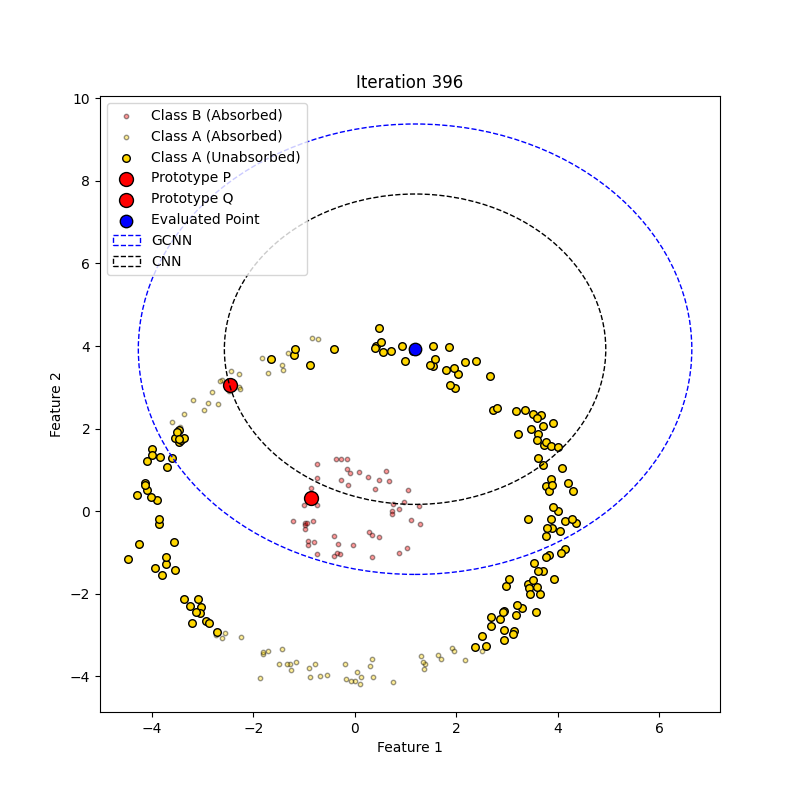 Iteration 396
Class B (Absorbed)
Class A (Absorbed)
Class A (Unabsorbed)
Prototype P
Prototype Q
Evaluated Point
GCNN
CNN
10
8
6
4
2
0
−2
−4
Feature 2
−4 −2 0 2 4 6
Feature 1